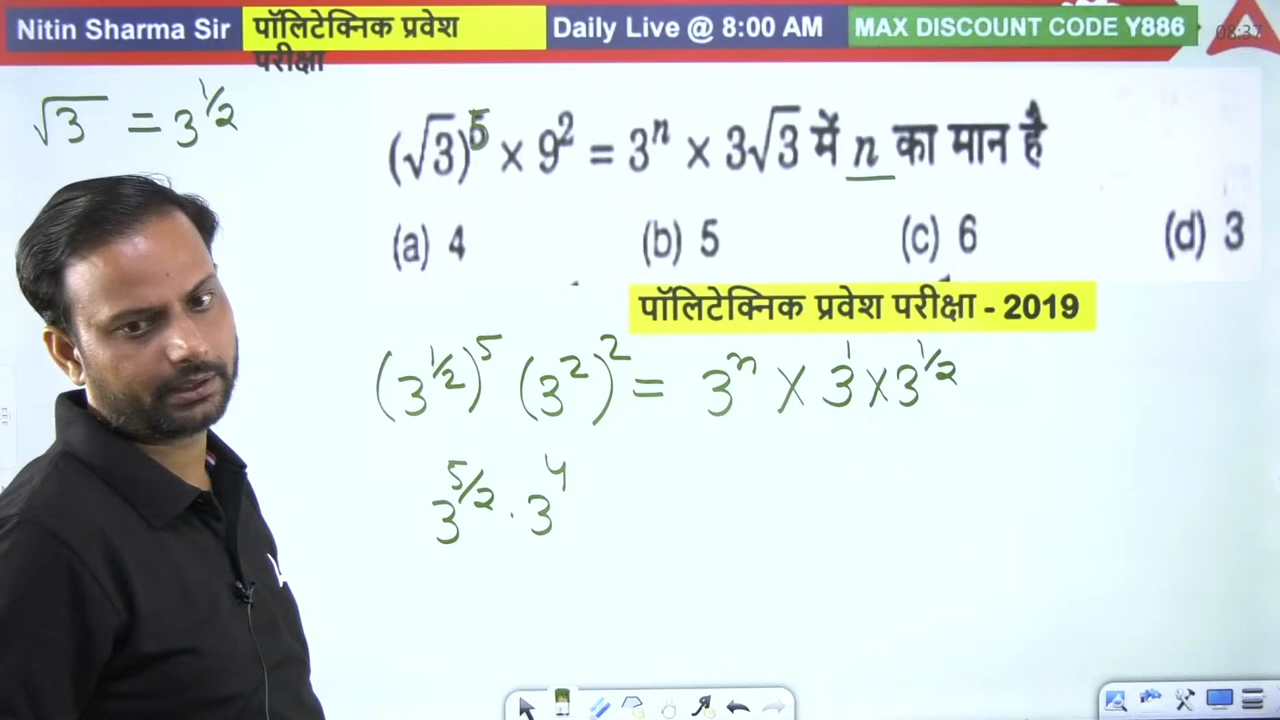 Nitin Sharma Sir पॉलिटेक्निक प्रवेश परीक्षा Daily Live @ 8:00 AM MAX DISCOUNT CODE Y886 08:37
√3 = 3^1/2
(√3)^5 × 9^2 = 3^n × 3√3 में n का मान है
(a) 4 (b) 5 (c) 6 (d) 3
पॉलिटेक्निक प्रवेश परीक्षा - 2019
(3^1/2)^5 (3^2)^2 = 3^n × 3^1 × 3^1/2
3^5/2 . 3^4